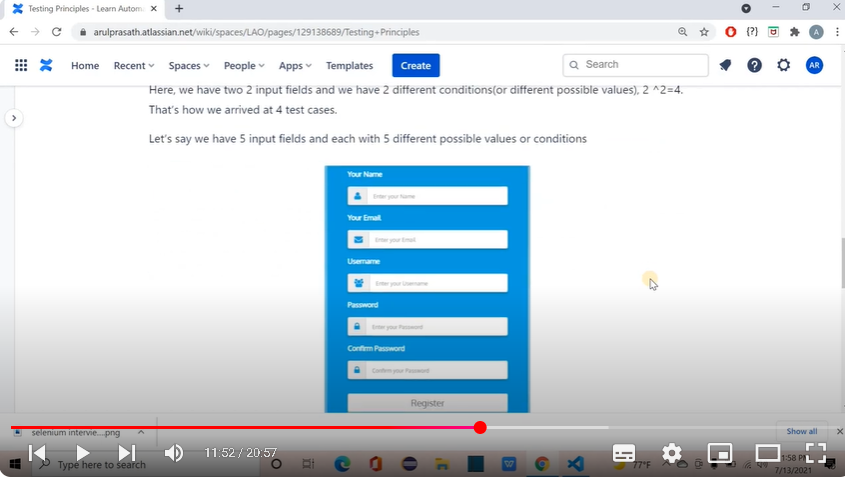 Testing Principles - Learn Autom
arulprasath.atlassian.net/wiki/spaces/LAO/pages/129138689/Testing+Principles
A
Home Recent Spaces People Apps Templates Create Search AR
Here, we have two 2 input fields and we have 2 different conditions(or different possible values), 2 ^2=4.
That's how we arrived at 4 test cases.
Let's say we have 5 input fields and each with 5 different possible values or conditions
Your Name
Enter your Name
Your Email
Enter your Email
Username
Enter your Username
Password
Enter your Password
Confirm Password
Confirm your Password
Register
selenium intervie....png
Show all
11:52 / 20:57
Type here to search
77°F
1:58 PM
7/13/2021